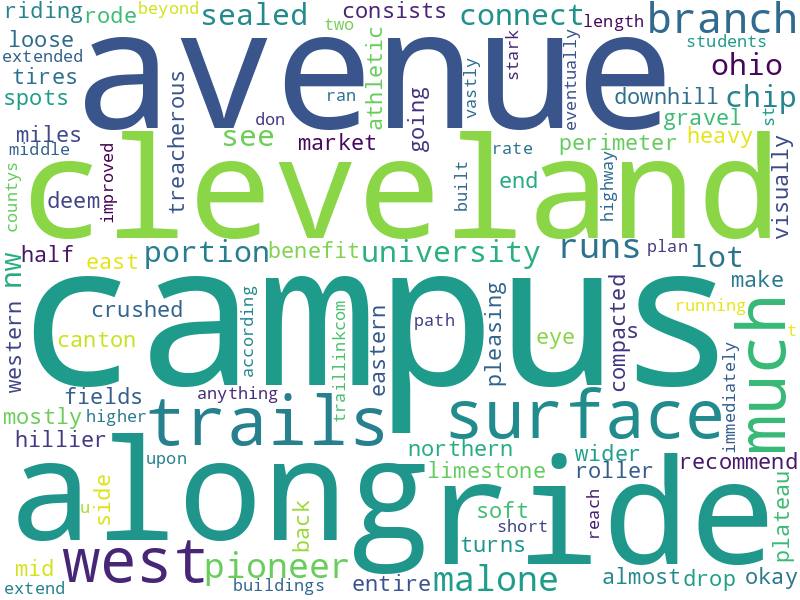 riding
rode
beyond
sealed
consists
two
connect
length
branch
loose
avenue
students
extended
tires
spots
treacherous
athletic
going
vastly
stark
eventually
ohio
downhill
chip
miles
middle
see
don
ran
market
gravel
st
perimeter
heavy
visually
cleveland
rate
countys
deem
improved
built
highway
end
half
portion
benefit
university
runs
plan
lot
nw
east
western
campus
crushed
canton
according
traillinkcom
path
eastern
pleasing
eye
compacted
make
running
much
t
fields
anything
mostly
higher
trails
surface
immediately
hillier
upon
northern
wider
limestone
roller
recommend
along
ride
side
u
back
soft
short
reach
plateau
turns
west
pioneer
mid
extend
buildings
entire
malone
almost
drop
okay